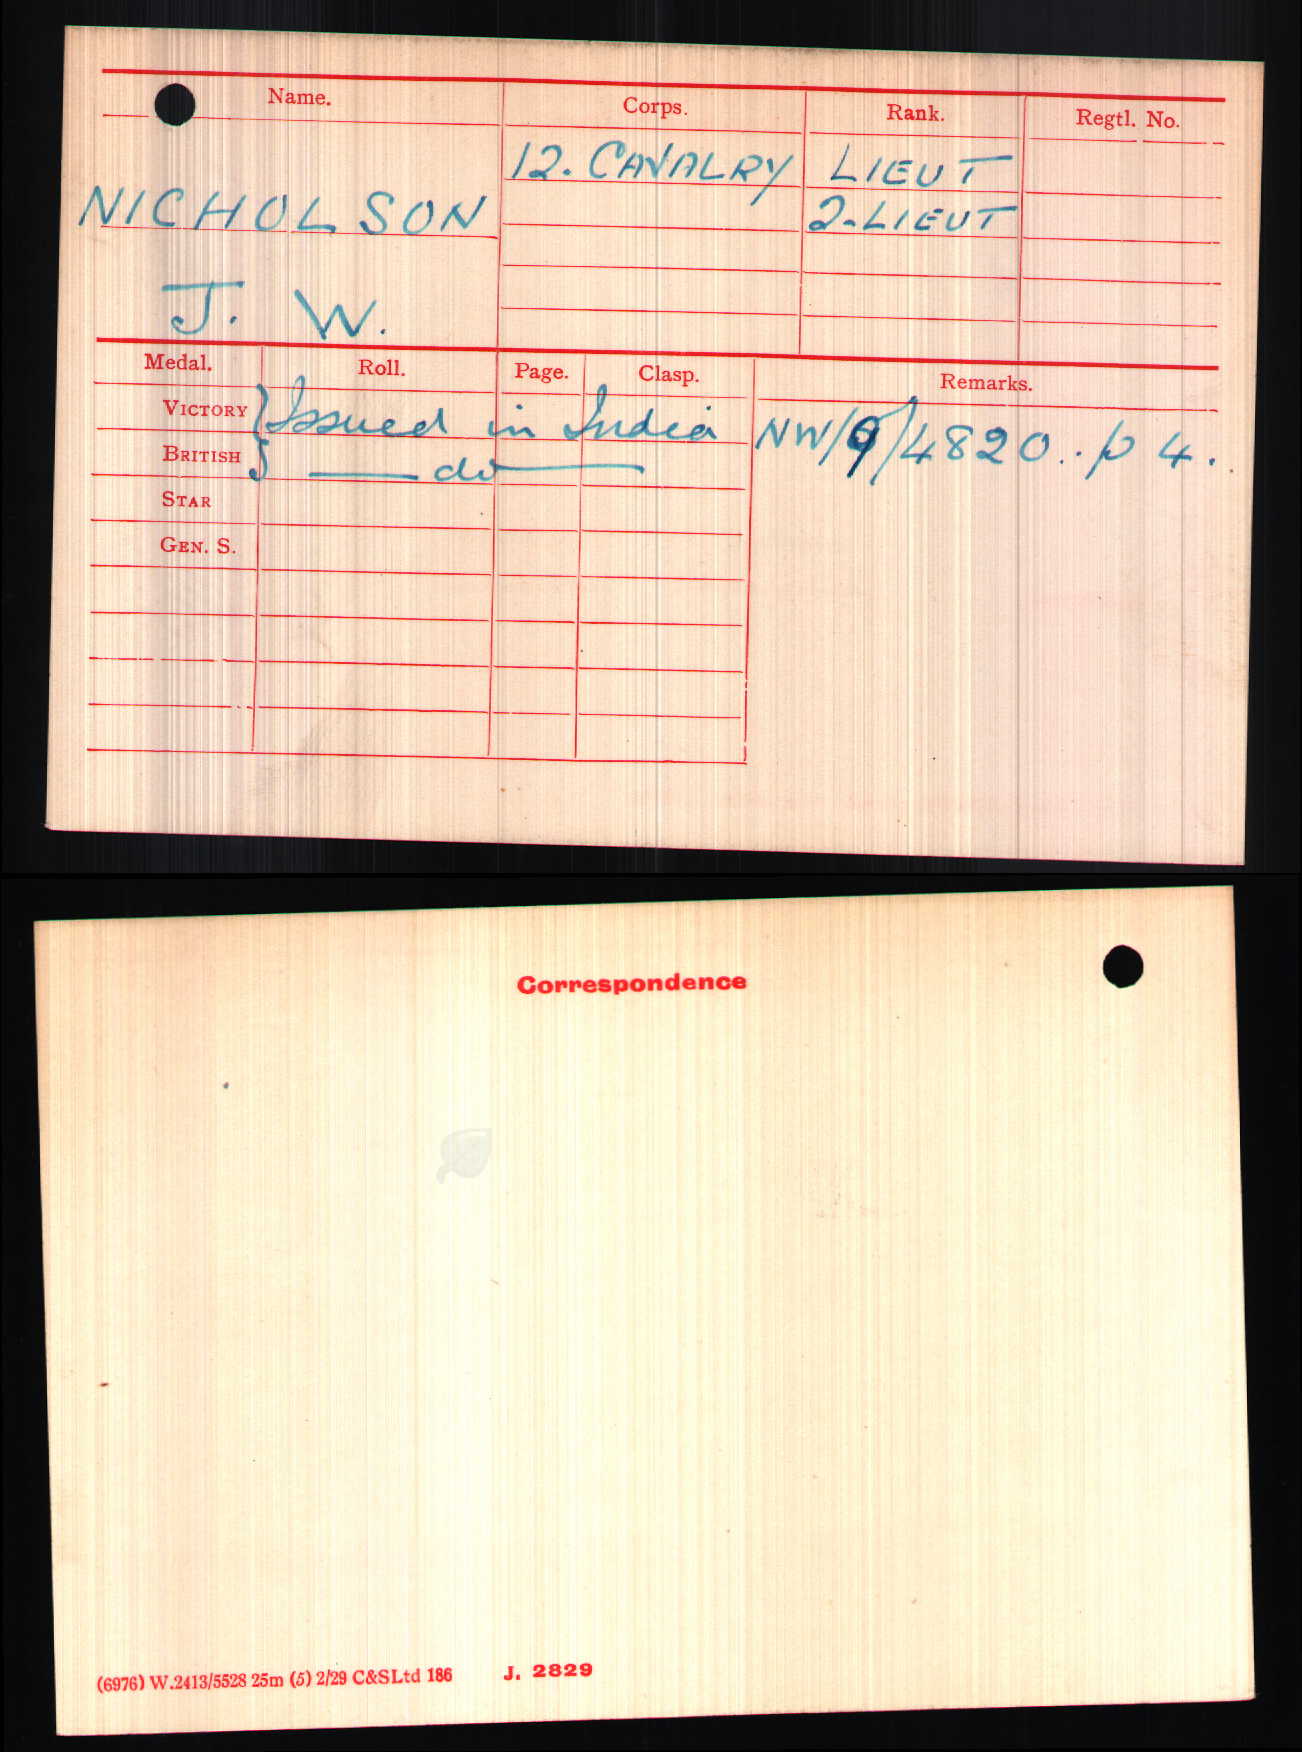 Name. Corps. Rank. Regtl. No.
12. CAVALRY LIEUT
NICHOLSON 2-LIEUT
J. W.
Medal. Roll. Page. Clasp. Remarks.
VICTORY } Issued in India NW/9/4820..p 4.
BRITISH } — do —
STAR
GEN. S.
Correspondence
(6976) W.2413/5528 25m (5) 2/29 C&SLtd 186 J. 2829